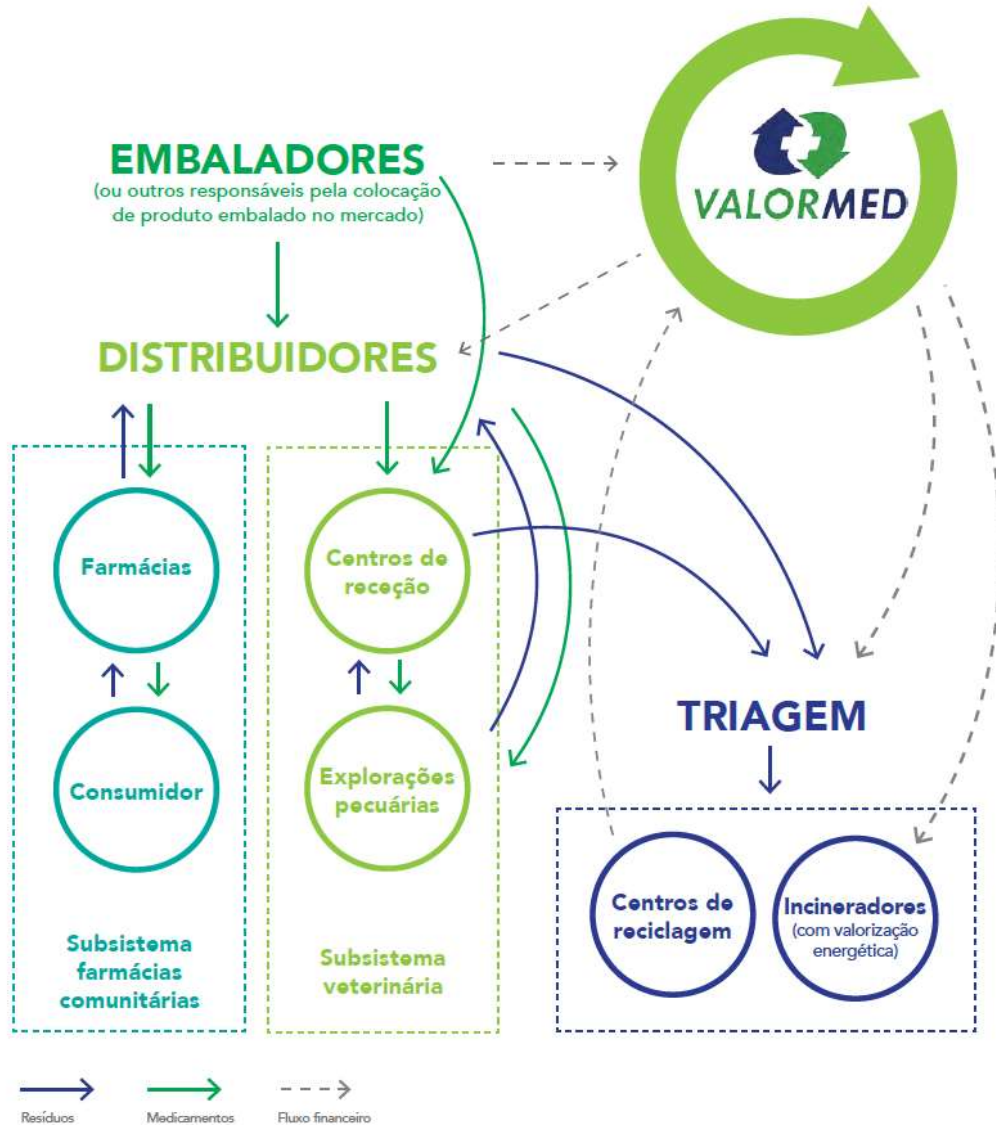 VALORMED
EMBALADORES
(ou outros responsáveis pela colocação
de produto embalado no mercado)
DISTRIBUIDORES
Farmácias
Consumidor
Subsistema
farmácias
comunitárias
Centros de
receção
Explorações
pecuárias
Subsistema
veterinária
TRIAGEM
Centros de
reciclagem
Incineradores
(com valorização
energética)
Resíduos
Medicamentos
Fluxo financeiro